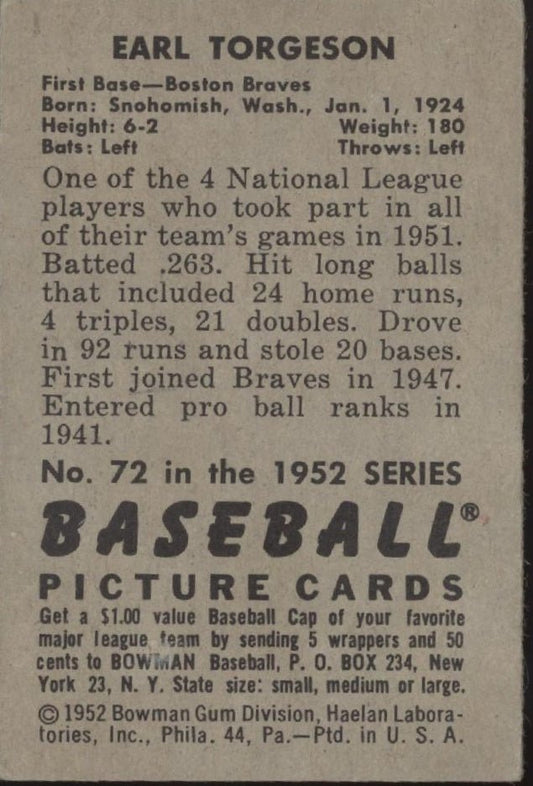 EARL TORGESON
First Base—Boston Braves
Born: Snohomish, Wash., Jan. 1, 1924
Height: 6-2 Weight: 180
Bats: Left Throws: Left
One of the 4 National League
players who took part in all
of their team's games in 1951.
Batted .263. Hit long balls
that included 24 home runs,
4 triples, 21 doubles. Drove
in 92 runs and stole 20 bases.
First joined Braves in 1947.
Entered pro ball ranks in
1941.
No. 72 in the 1952 SERIES
BASEBALL®
PICTURE CARDS
Get a $1.00 value Baseball Cap of your favorite
major league team by sending 5 wrappers and 50
cents to BOWMAN Baseball, P. O. BOX 234, New
York 23, N. Y. State size: small, medium or large.
© 1952 Bowman Gum Division, Haelan Labora-
tories, Inc., Phila. 44, Pa.—Ptd. in U. S. A.